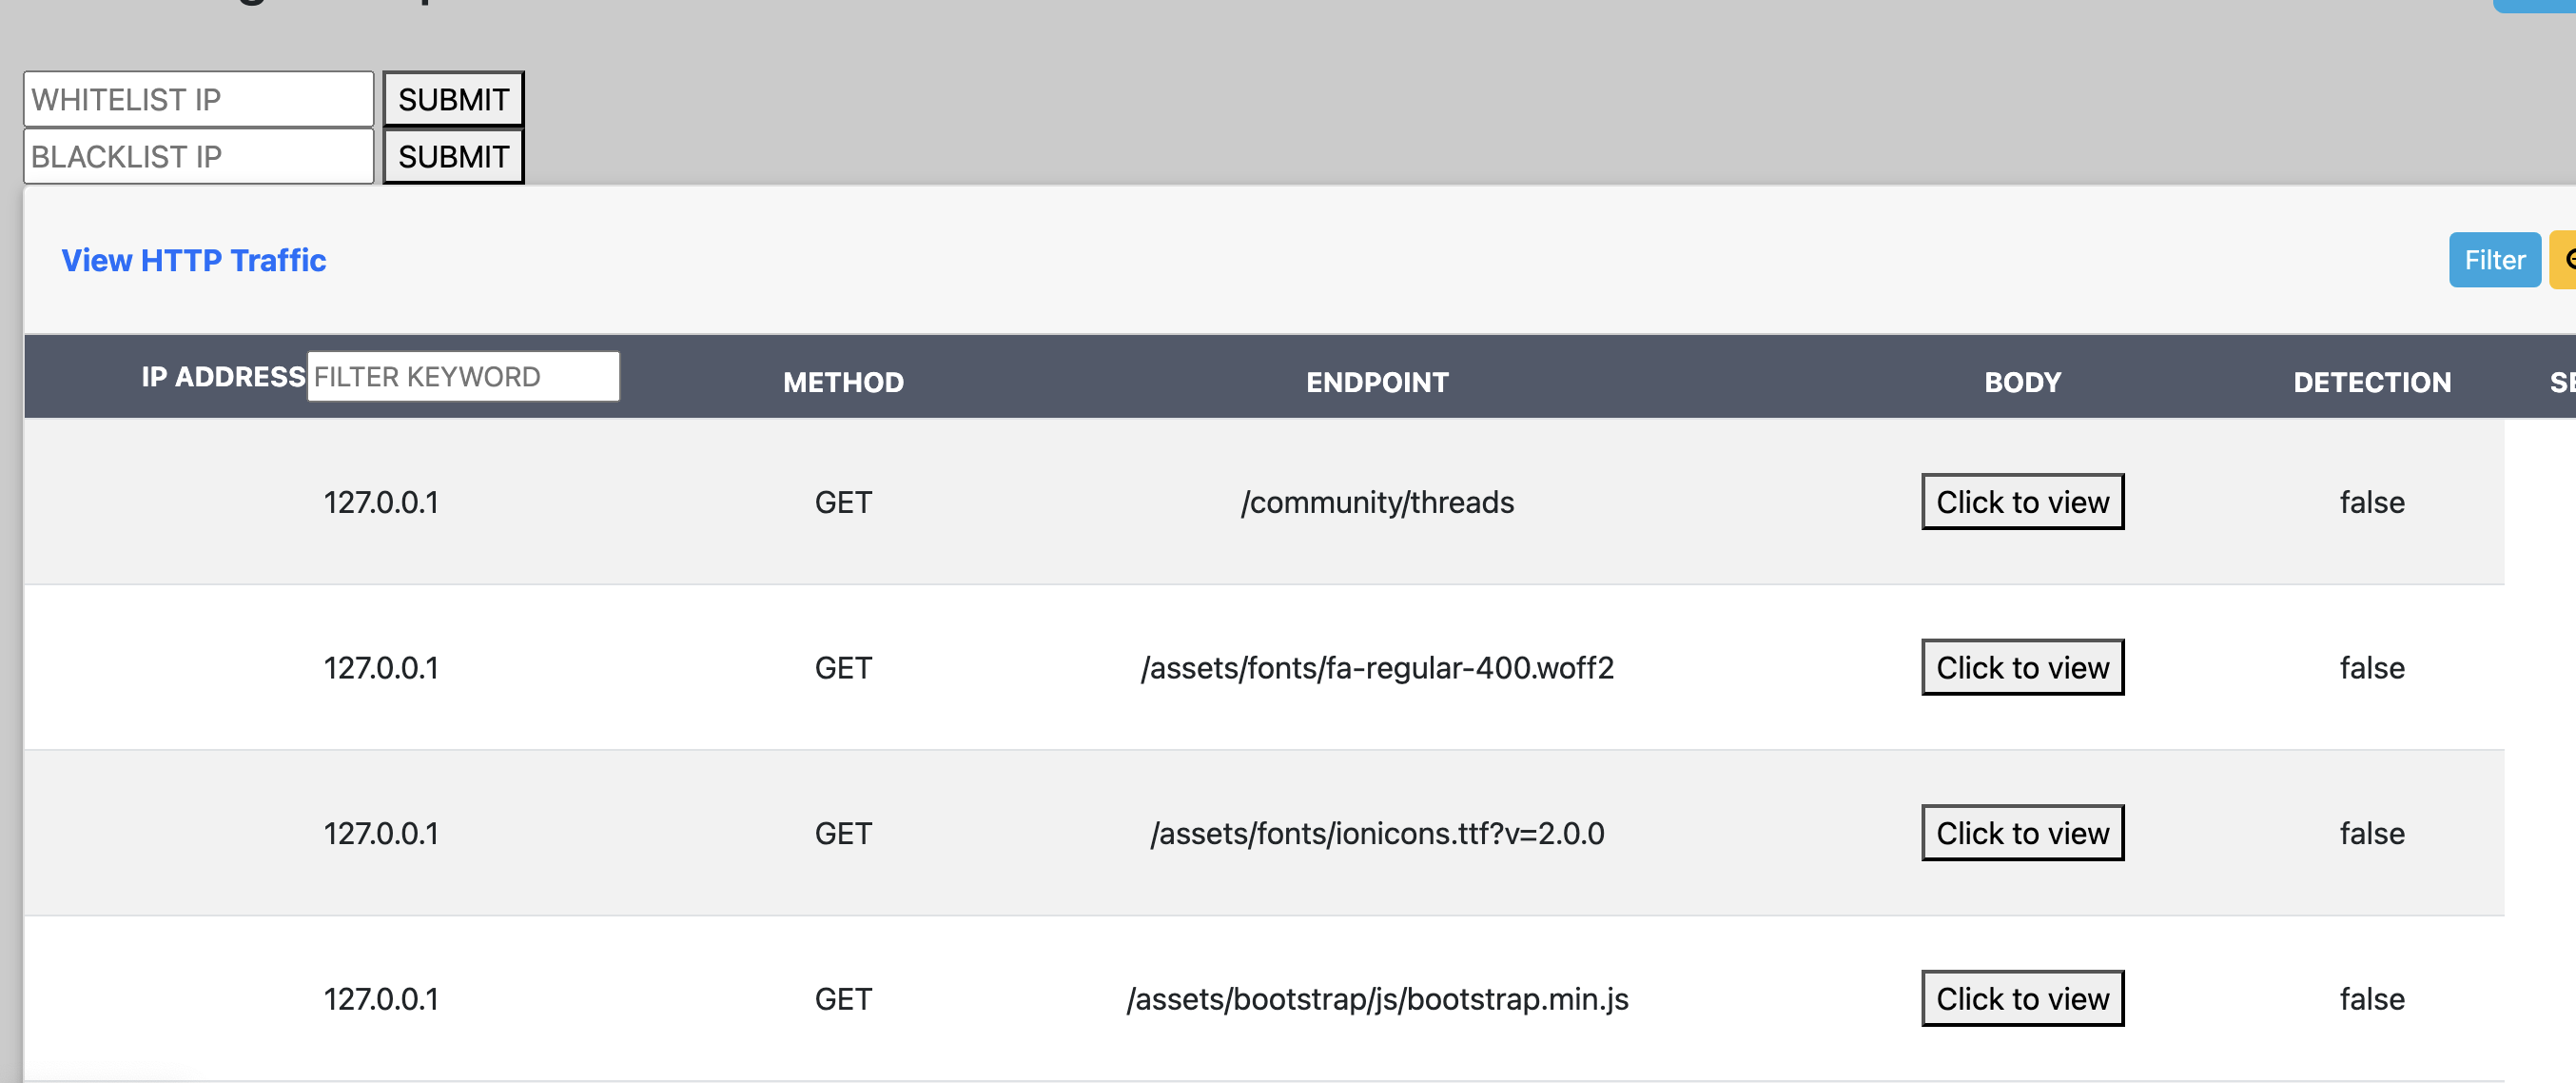 WHITELIST IP SUBMIT
BLACKLIST IP SUBMIT
View HTTP Traffic Filter
IP ADDRESS FILTER KEYWORD METHOD ENDPOINT BODY DETECTION
127.0.0.1 GET /community/threads Click to view false
127.0.0.1 GET /assets/fonts/fa-regular-400.woff2 Click to view false
127.0.0.1 GET /assets/fonts/ionicons.ttf?v=2.0.0 Click to view false
127.0.0.1 GET /assets/bootstrap/js/bootstrap.min.js Click to view false